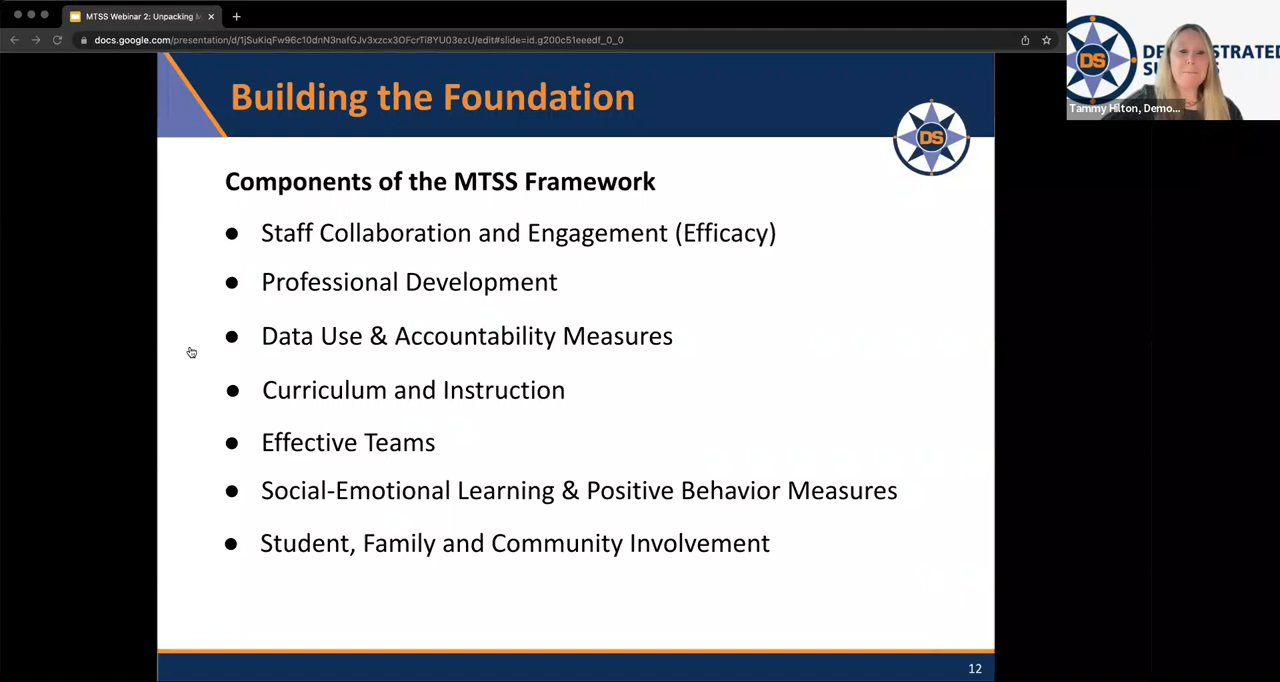 MTSS Webinar 2: Unpacking M
docs.google.com/presentation/d/1jSuKiqFw96c10dnN3nafGJv3xzcx3OFcrTi8YU03ezU/edit#slide=id.g200c51eeedf_0_0
DS
Tammy Hilton, Demo...
Building the Foundation
DS
Components of the MTSS Framework
● Staff Collaboration and Engagement (Efficacy)
● Professional Development
● Data Use & Accountability Measures
● Curriculum and Instruction
● Effective Teams
● Social-Emotional Learning & Positive Behavior Measures
● Student, Family and Community Involvement
12